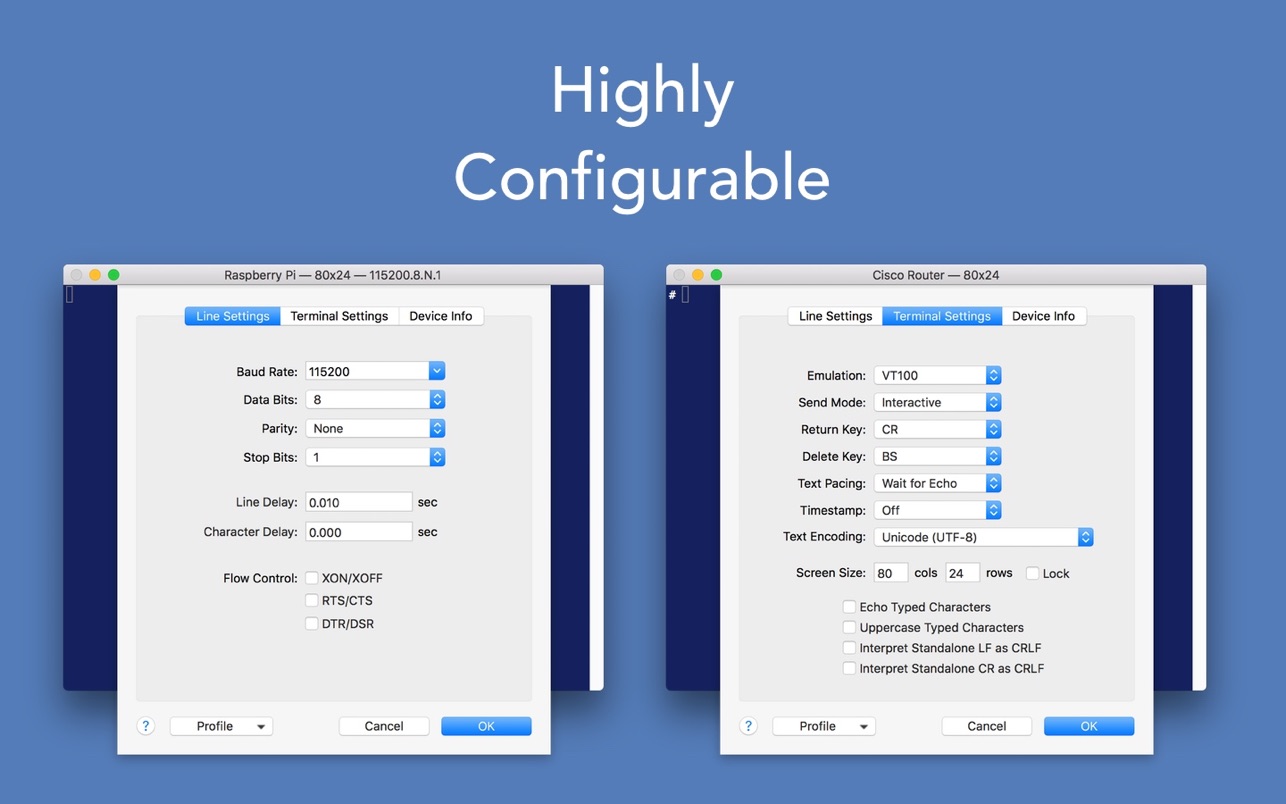 Highly
Configurable
Raspberry Pi — 80x24 — 115200.8.N.1
Line Settings Terminal Settings Device Info
Baud Rate: 115200
Data Bits: 8
Parity: None
Stop Bits: 1
Line Delay: 0.010 sec
Character Delay: 0.000 sec
Flow Control: XON/XOFF
RTS/CTS
DTR/DSR
? Profile Cancel OK
Cisco Router — 80x24
#
Line Settings Terminal Settings Device Info
Emulation: VT100
Send Mode: Interactive
Return Key: CR
Delete Key: BS
Text Pacing: Wait for Echo
Timestamp: Off
Text Encoding: Unicode (UTF-8)
Screen Size: 80 cols 24 rows Lock
Echo Typed Characters
Uppercase Typed Characters
Interpret Standalone LF as CRLF
Interpret Standalone CR as CRLF
? Profile Cancel OK